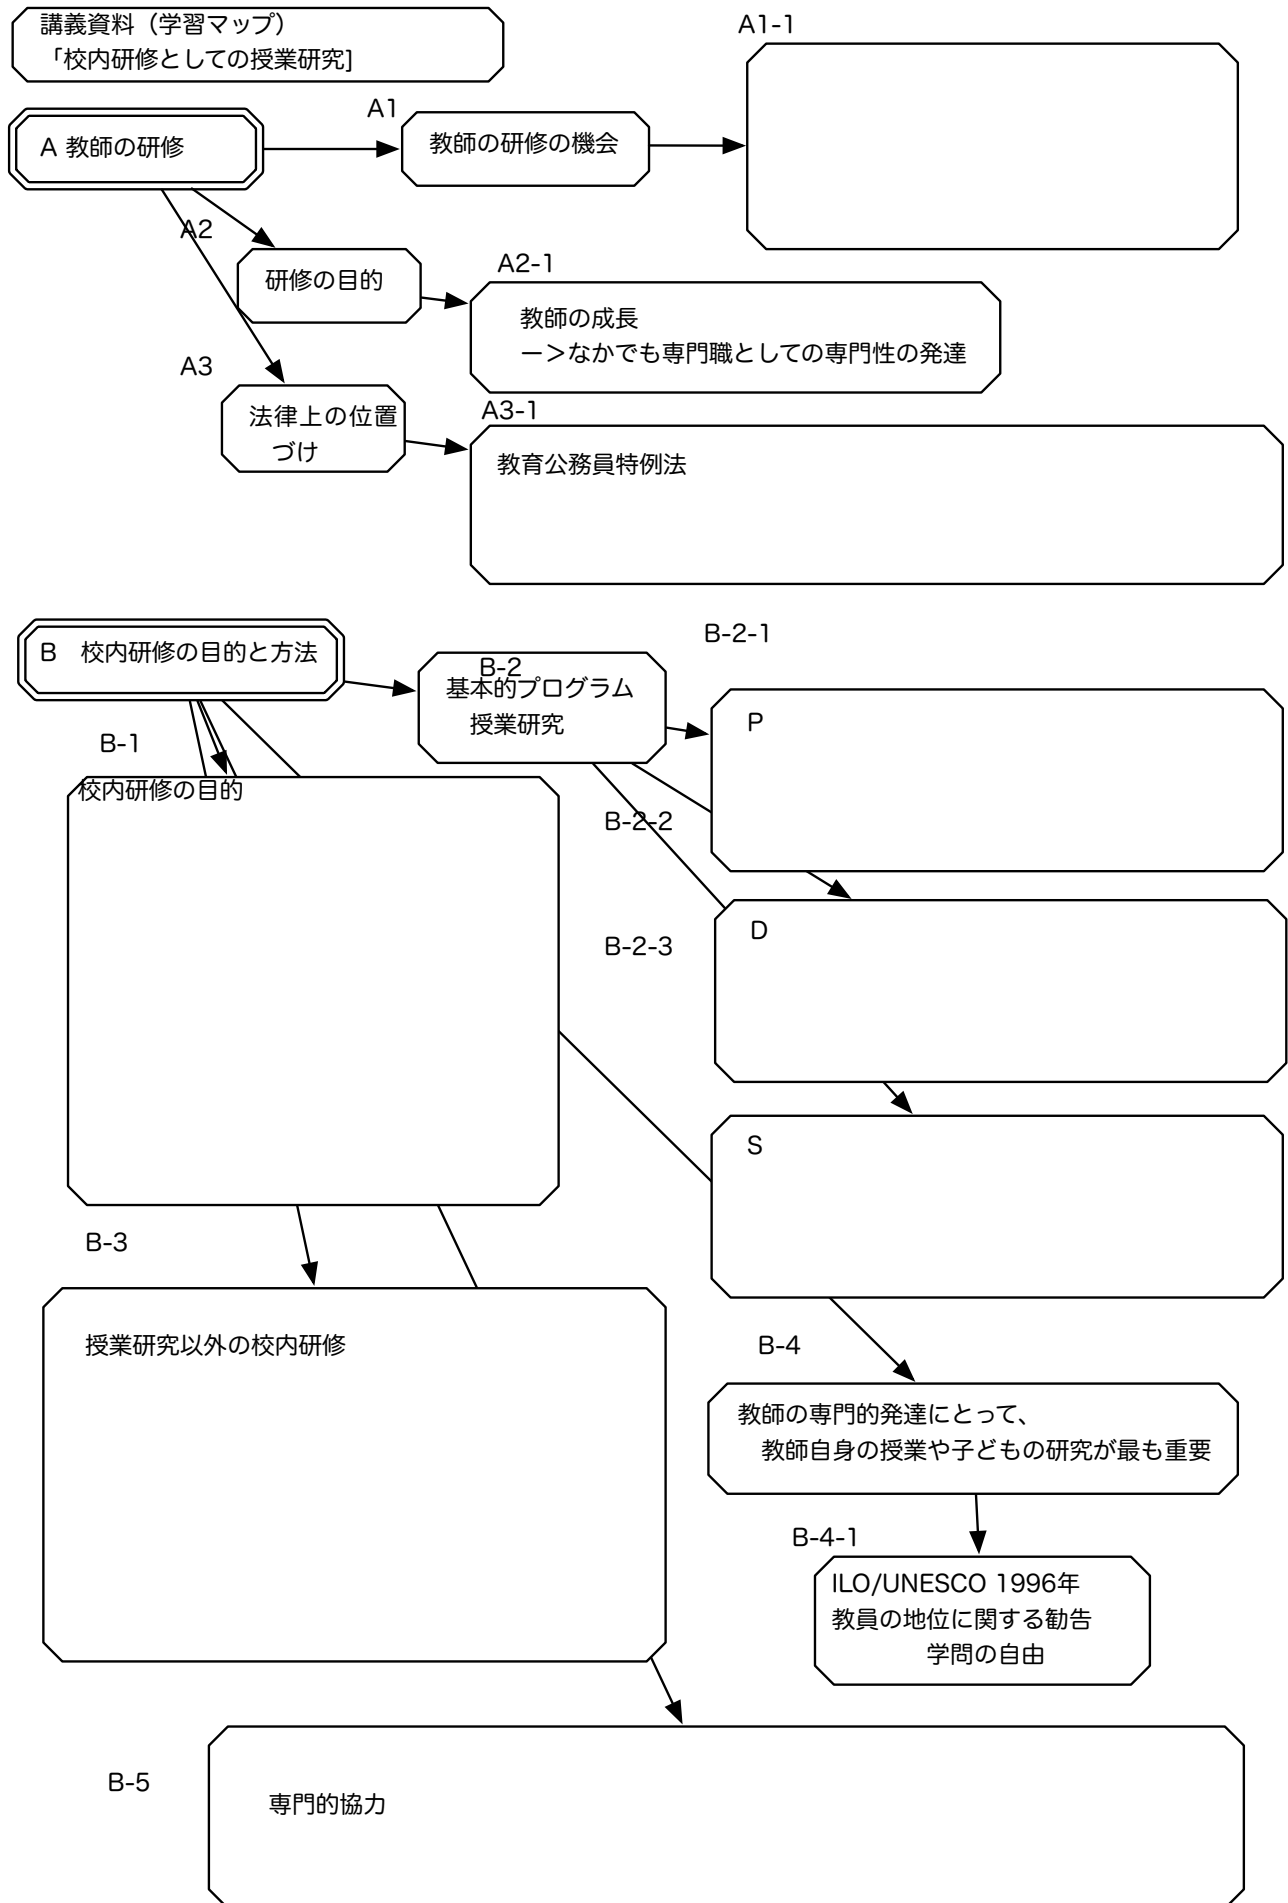 講義資料（学習マップ）
「校内研修としての授業研究]
A1-1
A1
A 教師の研修
教師の研修の機会
A2
研修の目的
A2-1
教師の成長
ー＞なかでも専門職としての専門性の発達
A3
法律上の位置
づけ
A3-1
教育公務員特例法
B　校内研修の目的と方法
B-2
基本的プログラム
授業研究
B-2-1
P
B-1
校内研修の目的
B-2-2
D
B-2-3
S
B-3
授業研究以外の校内研修
B-4
教師の専門的発達にとって、
教師自身の授業や子どもの研究が最も重要
B-4-1
ILO/UNESCO 1996年
教員の地位に関する勧告
学問の自由
B-5
専門的協力